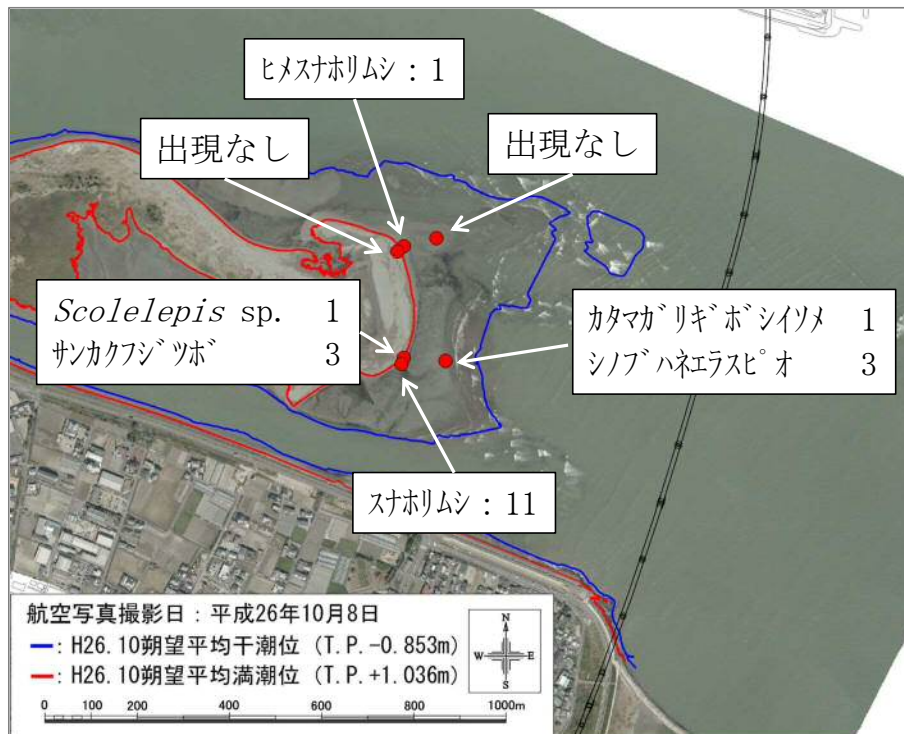 ヒメスナホリムシ：1
出現なし
出現なし
Scolelepis sp. 1
サンカクフジツボ 3
カタマガリギボシイソメ 1
シノブハネエラスピオ 3
スナホリムシ：11
航空写真撮影日：平成26年10月8日
━：H26.10朔望平均干潮位（T.P.-0.853m）
━：H26.10朔望平均満潮位（T.P.+1.036m）
N
A
W E
S
0 200 400 600 800 1000m